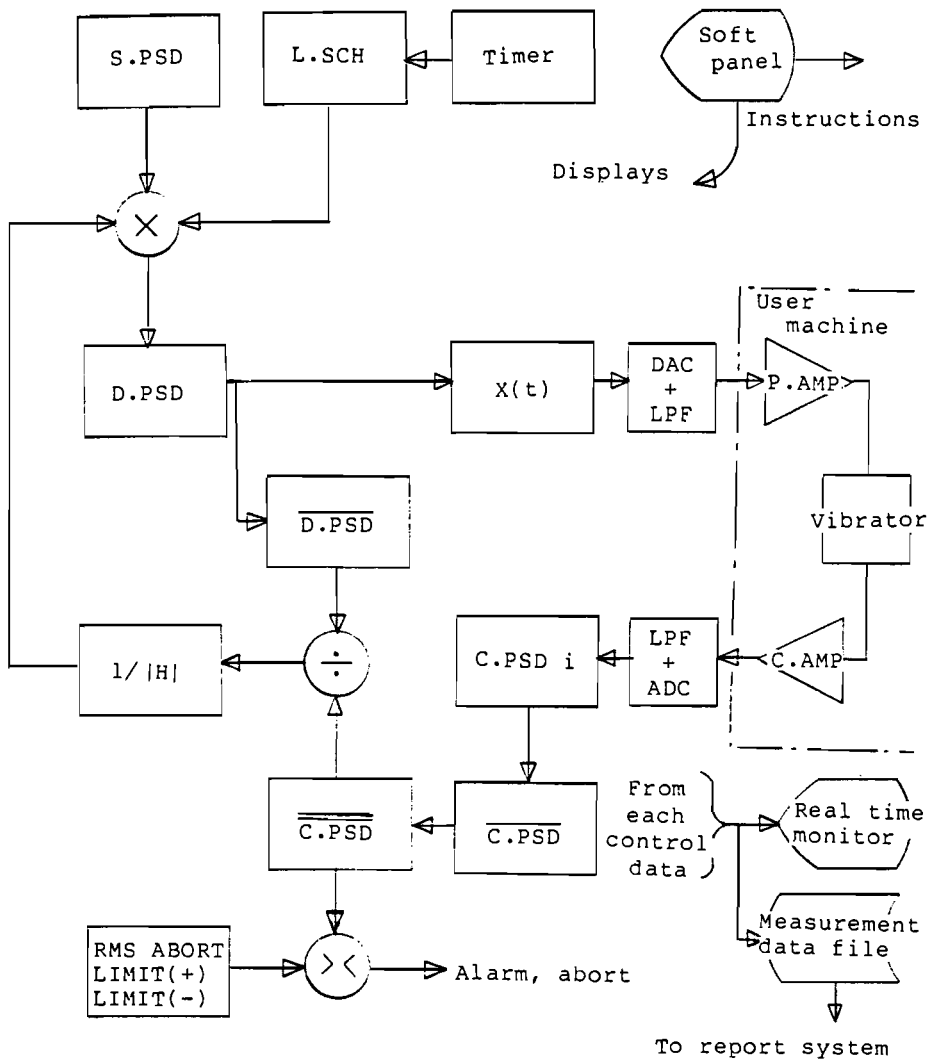 S.PSD
L.SCH
Timer
Soft
panel
Instructions
Displays
×
User
machine
D.PSD
X(t)
DAC
+
LPF
P.AMP
D.PSD
Vibrator
1/|H|
÷
C.PSD i
LPF
+
ADC
C.AMP
C.PSD
C.PSD
From
each
control
data
Real time
monitor
Measurement
data file
RMS ABORT
LIMIT(+)
LIMIT(-)
><
Alarm, abort
To report system